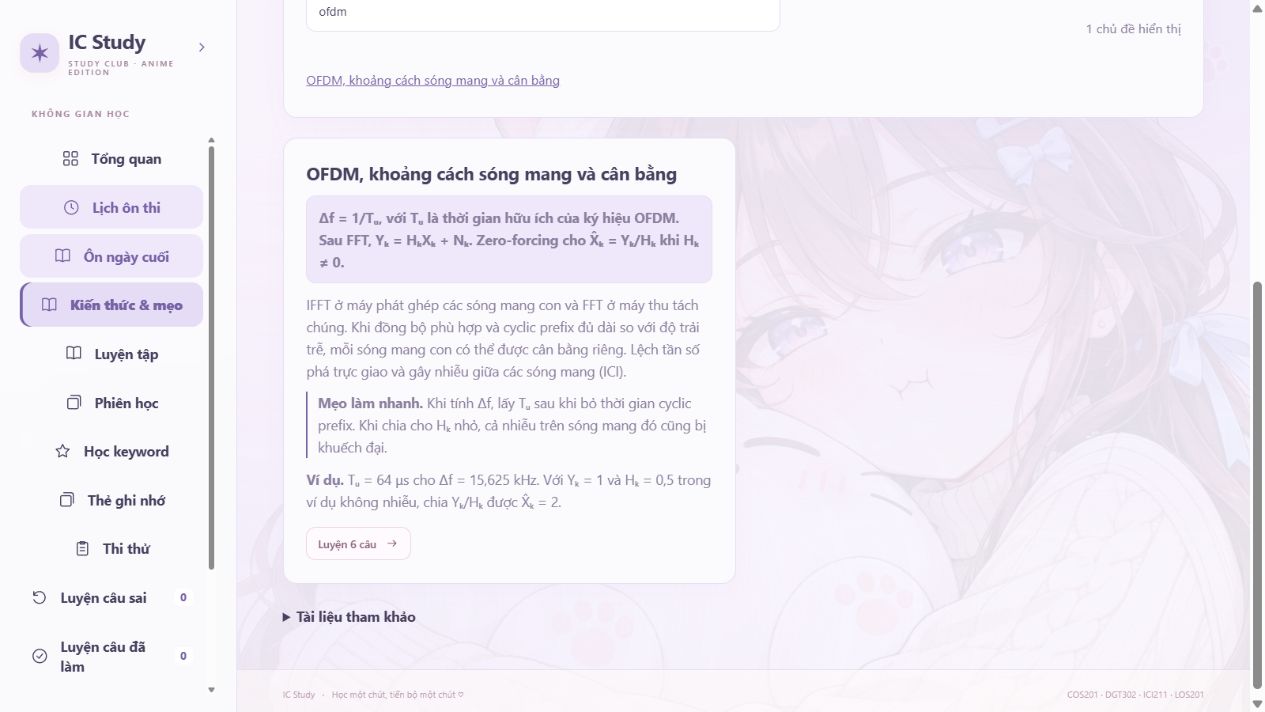 IC Study
STUDY CLUB · ANIME
EDITION
KHÔNG GIAN HỌC
Tổng quan
Lịch ôn thi
Ôn ngày cuối
Kiến thức & mẹo
Luyện tập
Phiên học
Học keyword
Thẻ ghi nhớ
Thi thử
Luyện câu sai 0
Luyện câu đã
làm 0
ofdm
1 chủ đề hiển thị
OFDM, khoảng cách sóng mang và cân bằng
OFDM, khoảng cách sóng mang và cân bằng
Δf = 1/Tᵤ, với Tᵤ là thời gian hữu ích của ký hiệu OFDM.
Sau FFT, Yₖ = HₖXₖ + Nₖ. Zero-forcing cho X̂ₖ = Yₖ/Hₖ khi Hₖ
≠ 0.
IFFT ở máy phát ghép các sóng mang con và FFT ở máy thu tách
chúng. Khi đồng bộ phù hợp và cyclic prefix đủ dài so với độ trải
trễ, mỗi sóng mang con có thể được cân bằng riêng. Lệch tần số
phá trực giao và gây nhiễu giữa các sóng mang (ICI).
Mẹo làm nhanh. Khi tính Δf, lấy Tᵤ sau khi bỏ thời gian cyclic
prefix. Khi chia cho Hₖ nhỏ, cả nhiễu trên sóng mang đó cũng bị
khuếch đại.
Ví dụ. Tᵤ = 64 μs cho Δf = 15,625 kHz. Với Yₖ = 1 và Hₖ = 0,5 trong
ví dụ không nhiễu, chia Yₖ/Hₖ được X̂ₖ = 2.
Luyện 6 câu →
Tài liệu tham khảo
IC Study · Học một chút, tiến bộ một chút ♡
COS201 · DGT302 · ICI211 · LOS201